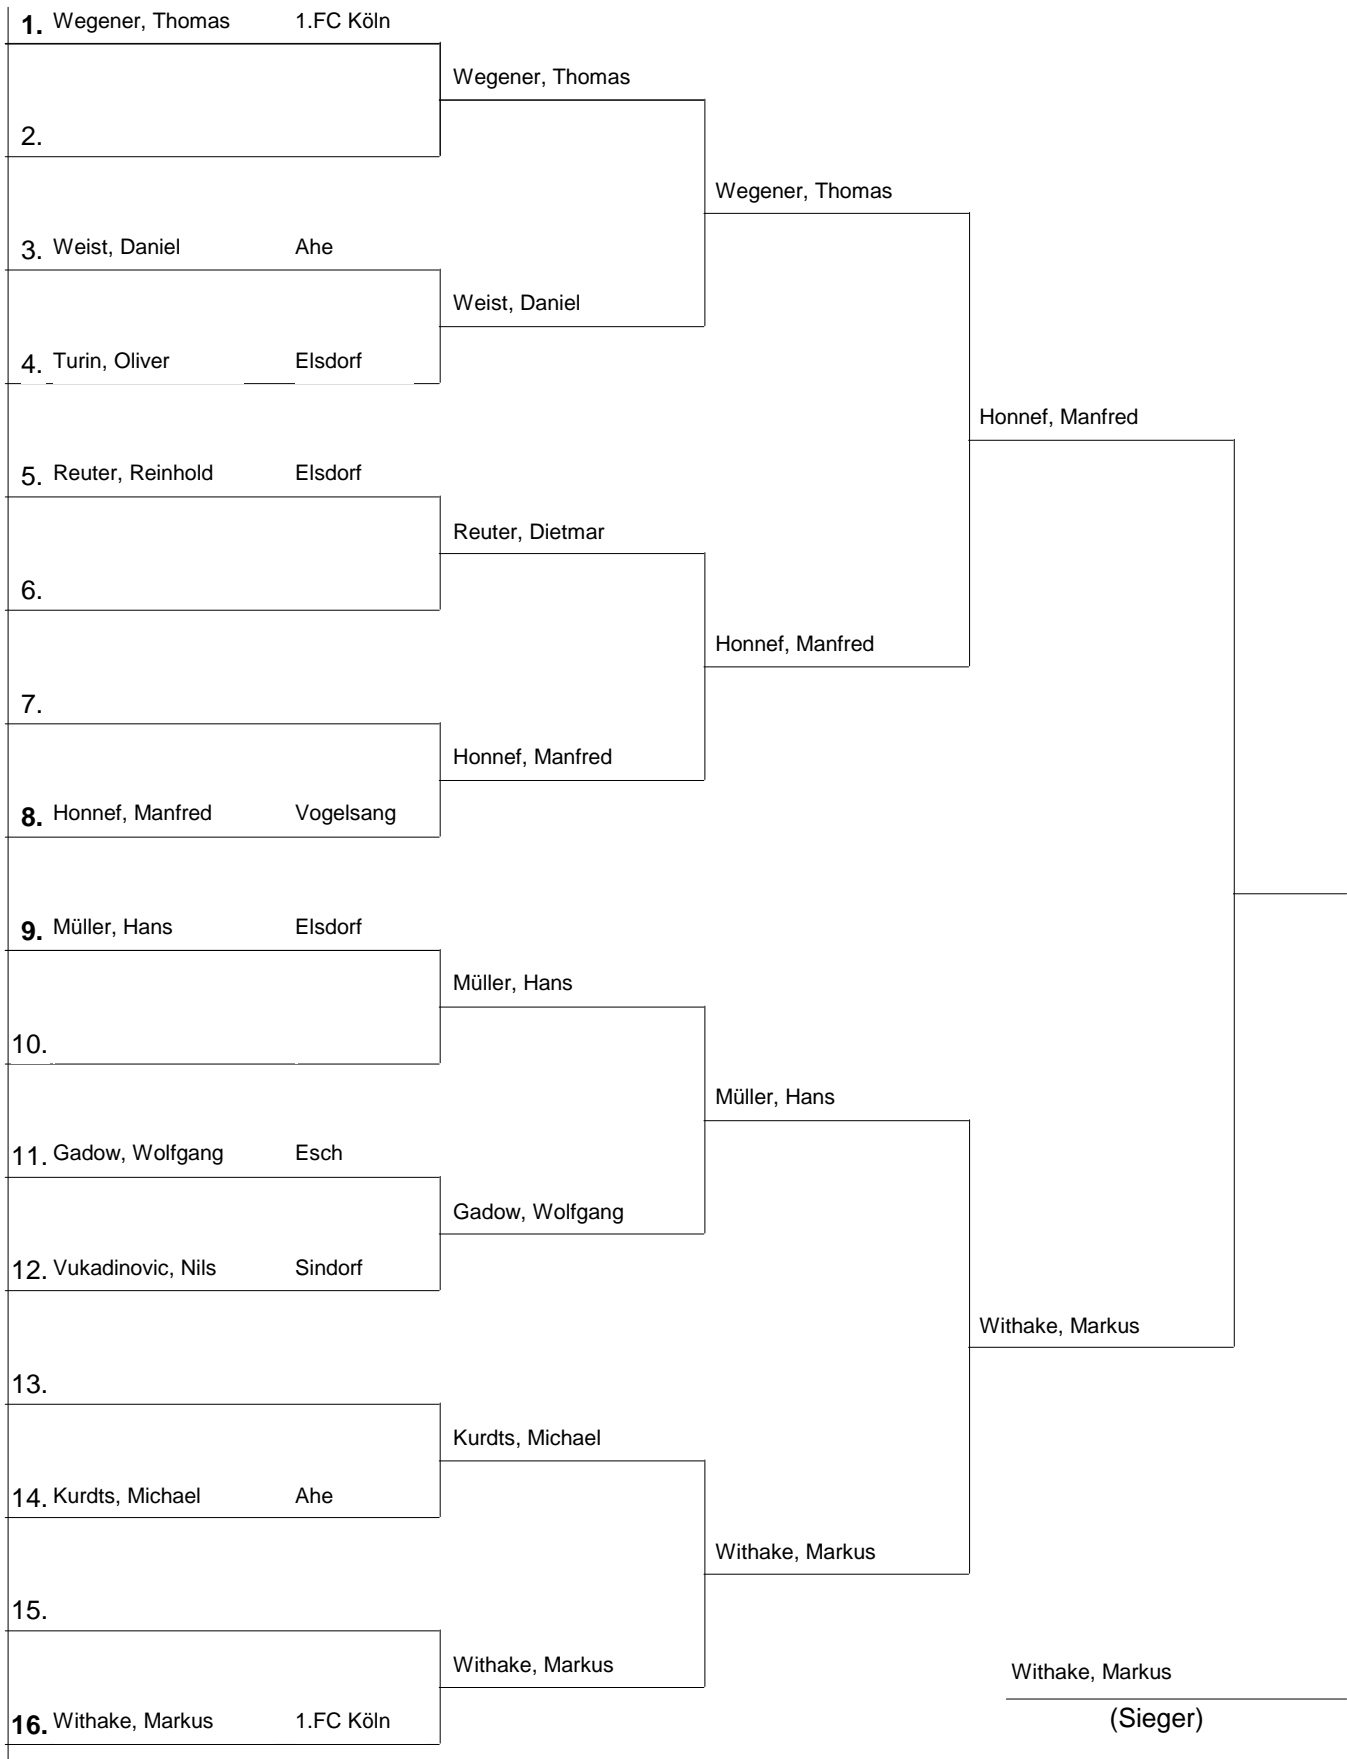 1. Wegener, Thomas 1.FC Köln
Wegener, Thomas
2.
Wegener, Thomas
3. Weist, Daniel Ahe
Weist, Daniel
4. Turin, Oliver Elsdorf
Honnef, Manfred
5. Reuter, Reinhold Elsdorf
Reuter, Dietmar
6.
Honnef, Manfred
7.
Honnef, Manfred
8. Honnef, Manfred Vogelsang
9. Müller, Hans Elsdorf
Müller, Hans
10.
Müller, Hans
11. Gadow, Wolfgang Esch
Gadow, Wolfgang
12. Vukadinovic, Nils Sindorf
Withake, Markus
13.
Kurdts, Michael
14. Kurdts, Michael Ahe
Withake, Markus
15.
Withake, Markus
Withake, Markus
16. Withake, Markus 1.FC Köln
(Sieger)